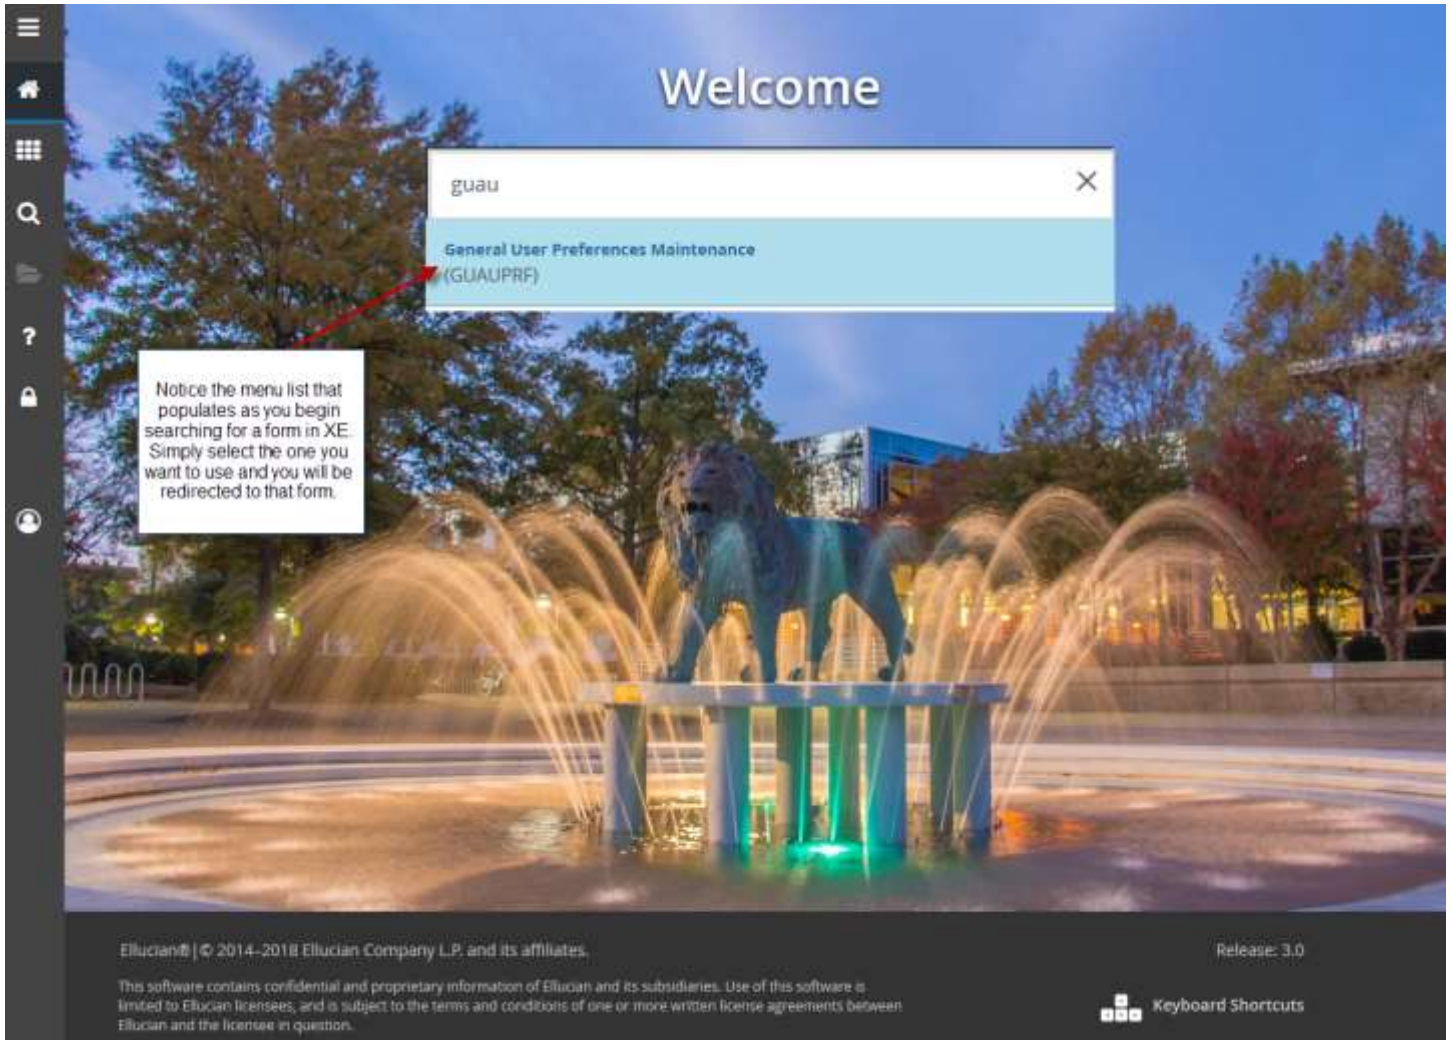 Welcome
guau
General User Preferences Maintenance
(GUAUPRF)
Notice the menu list that
populates as you begin
searching for a form in XE.
Simply select the one you
want to use and you will be
redirected to that form.
Ellucian®|© 2014–2018 Ellucian Company L.P. and its affiliates.
Release: 3.0
This software contains confidential and proprietary information of Ellucian and its subsidiaries. Use of this software is
limited to Ellucian licensees, and is subject to the terms and conditions of one or more written license agreements between
Ellucian and the licensee in question.
Keyboard Shortcuts